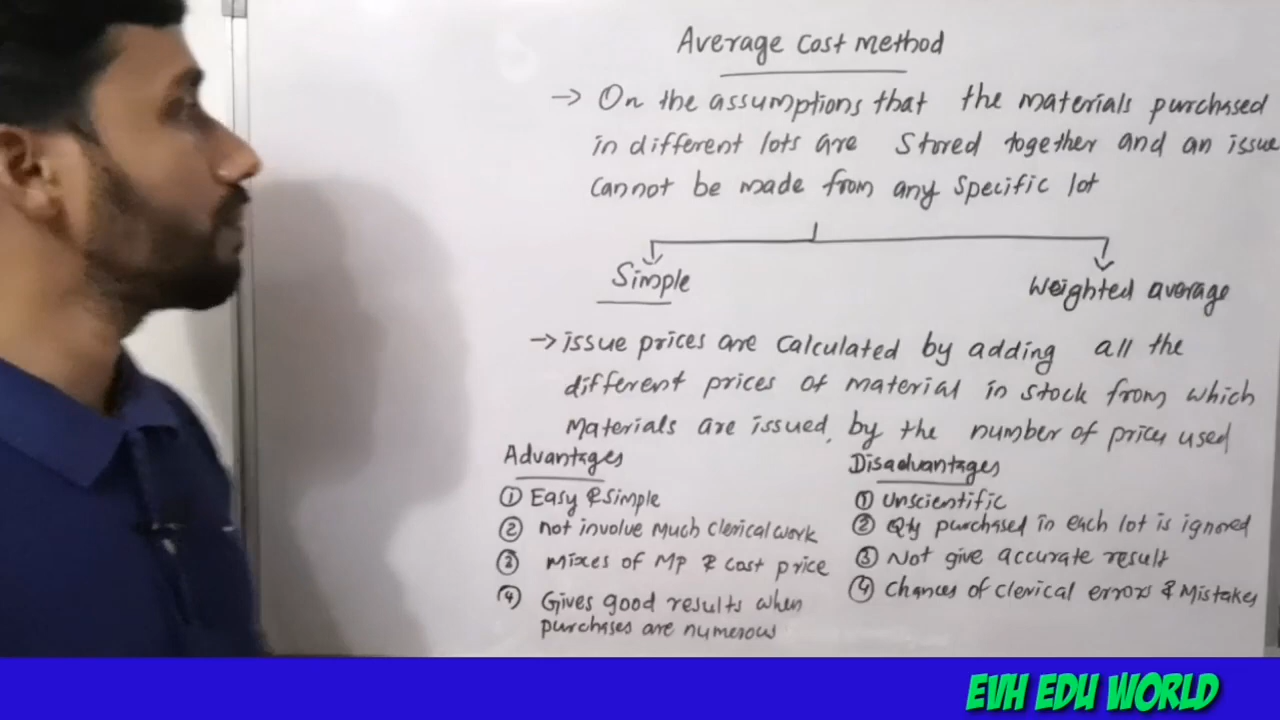 Average Cost Method
→ On the assumptions that the materials purchased
in different lots are stored together and an issue
cannot be made from any specific lot
Simple
Weighted average
→ issue prices are calculated by adding all the
different prices of material in stock from which
Materials are issued, by the number of prices used
Advantages
① Easy & simple
② not involve Much clerical work
③ Mixes of Mp & cost price
④ Gives good results when
purchases are numerous
Disadvantages
① Unscientific
② Qty purchased in each lot is ignored
③ Not give accurate result
④ Chances of clerical errors & Mistakes
EVH EDU WORLD